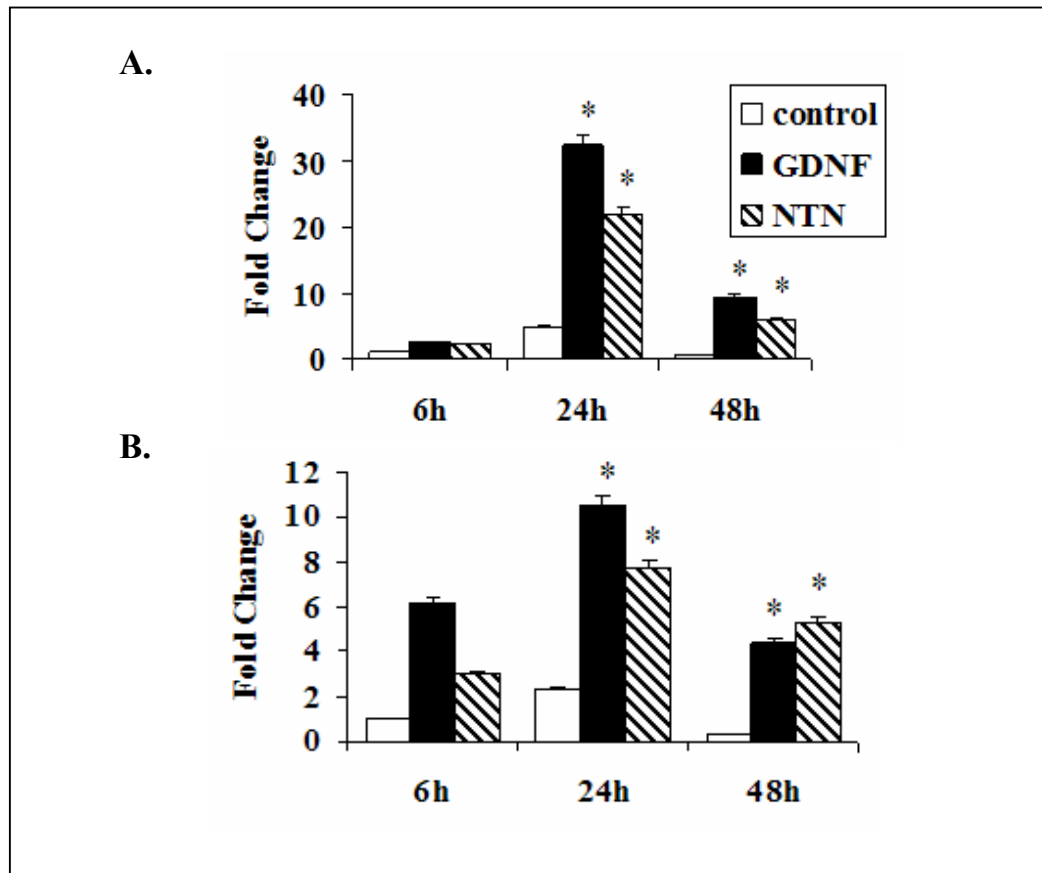 A.
Fold Change
40
30
20
10
0
* * * *
control
GDNF
NTN
6h 24h 48h
B.
Fold Change
12
10
8
6
4
2
0
* * * *
6h 24h 48h